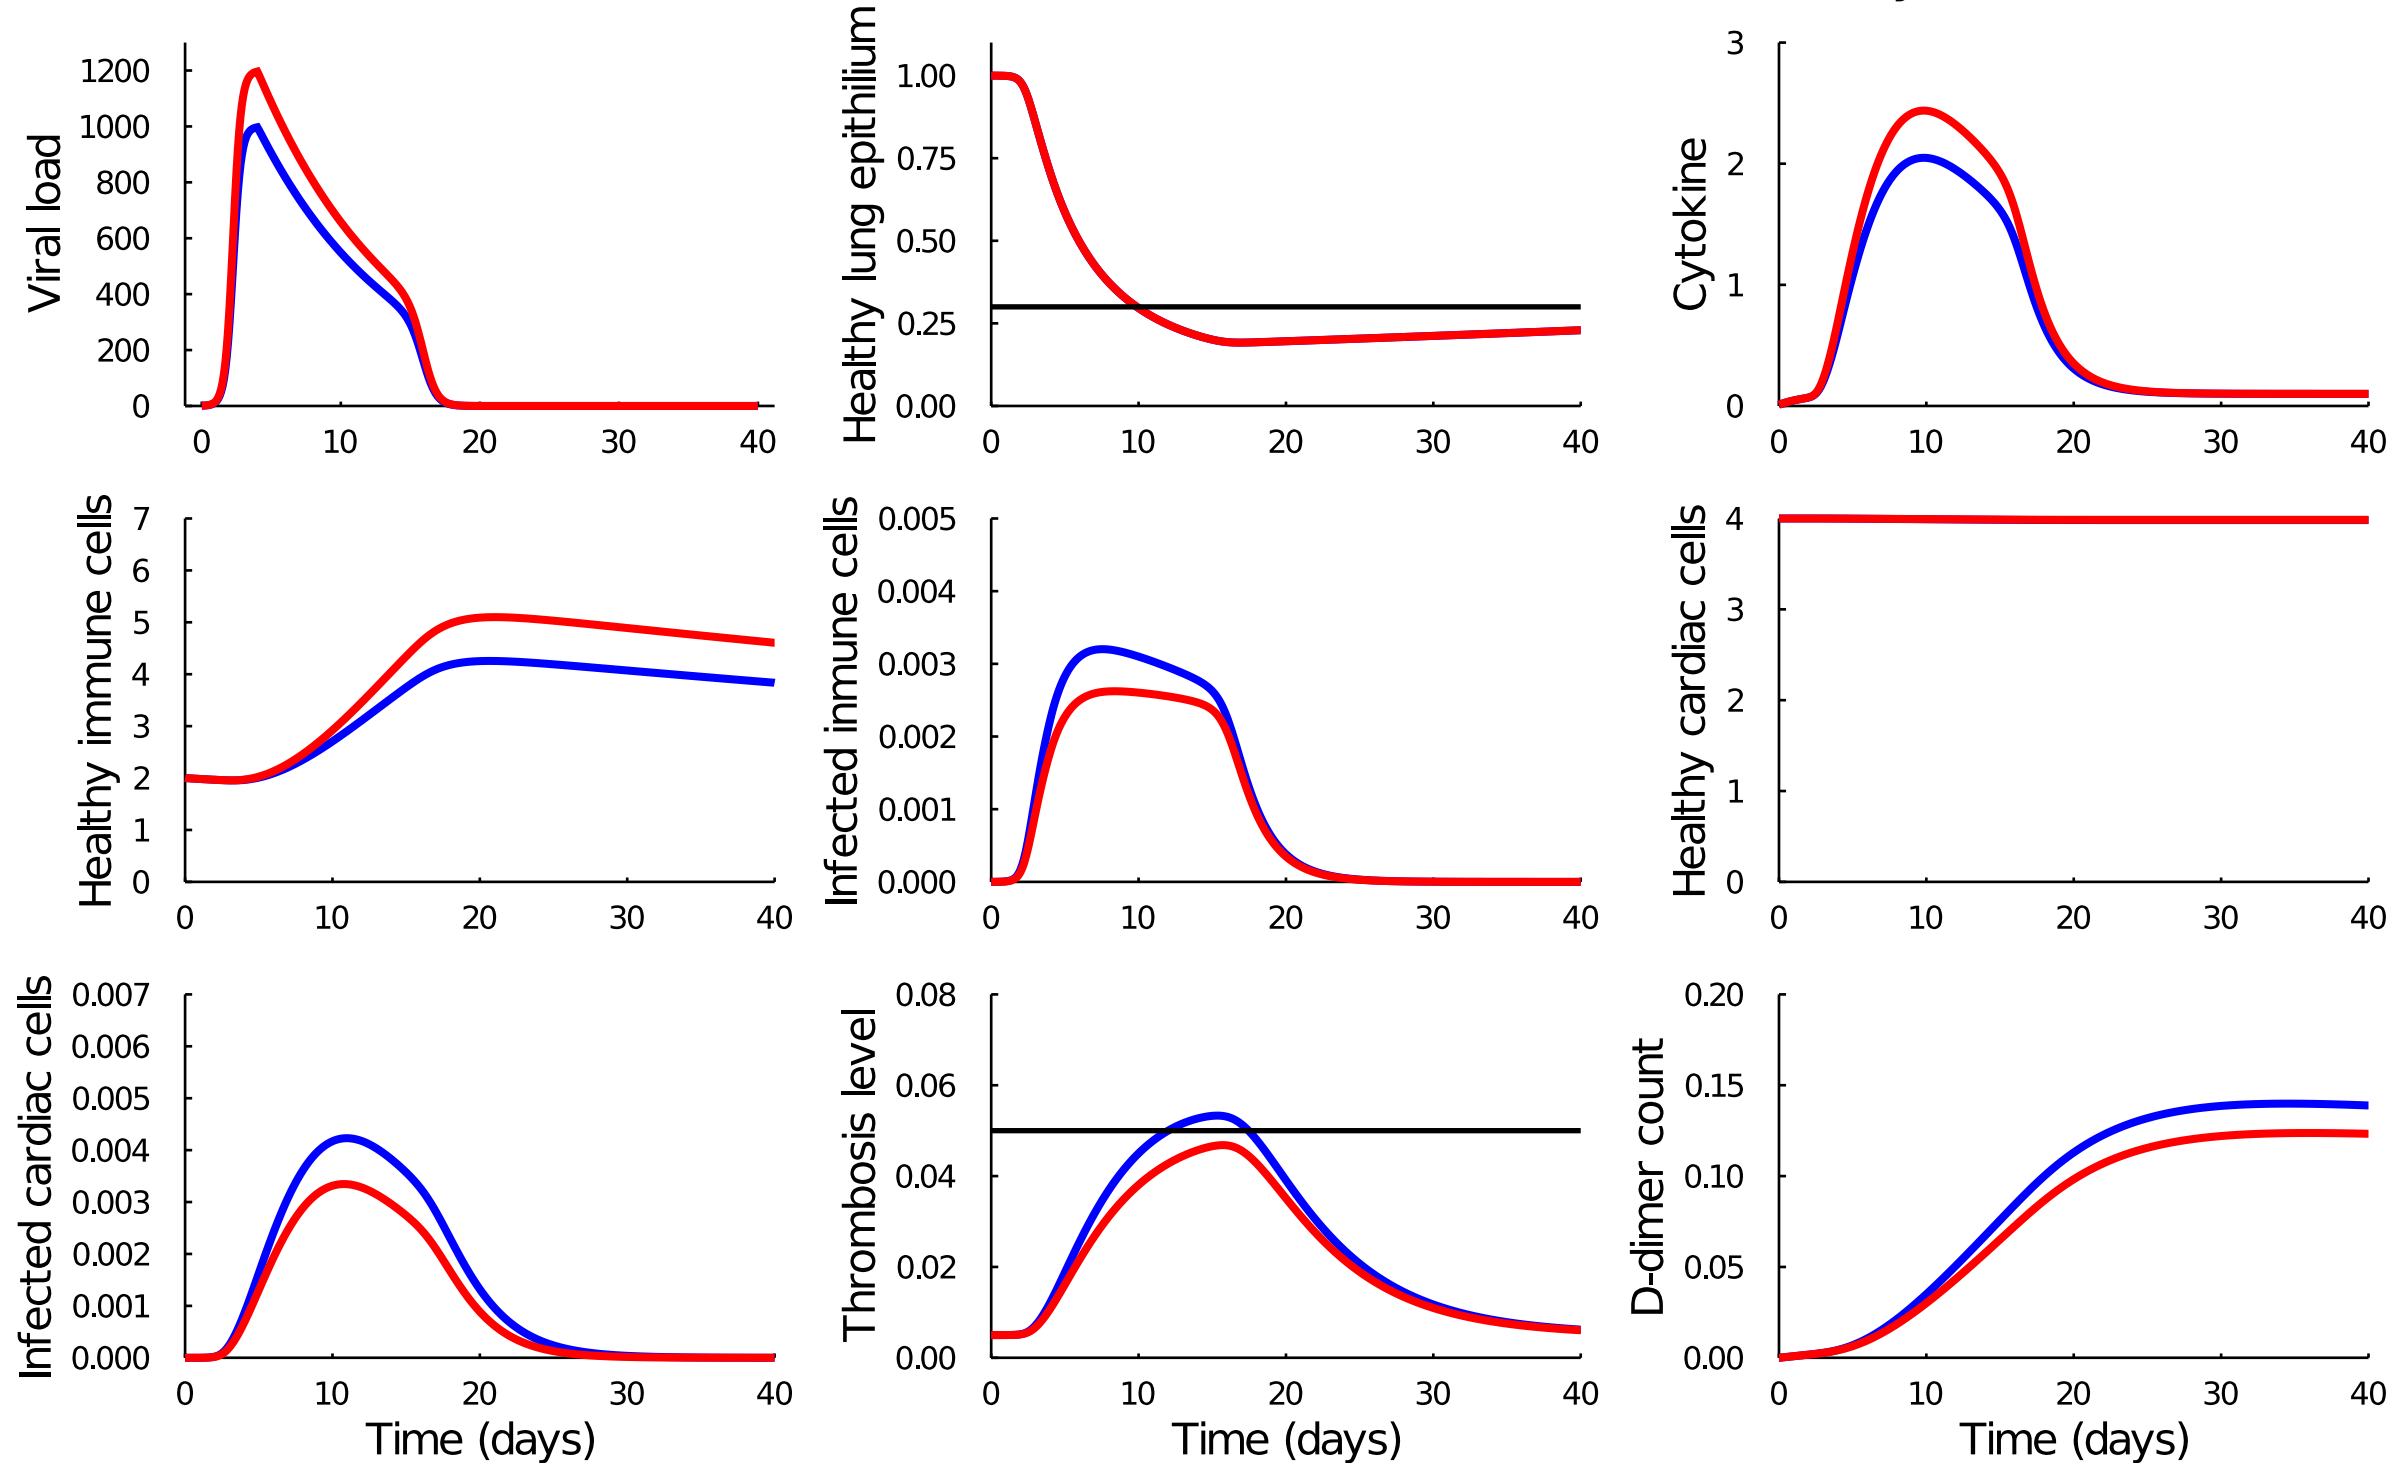 Viral load
1200
1000
800
600
400
200
0
0 10 20 30 40
Healthy lung epithilium
1.00
0.75
0.50
0.25
0.00
0 10 20 30 40
Cytokine
3
2
1
0
0 10 20 30 40
Healthy immune cells
7
6
5
4
3
2
1
0
0 10 20 30 40
Infected inmune cells
0.005
0.004
0.003
0.002
0.001
0.000
0 10 20 30 40
Healthy cardiac cells
4
3
2
1
0
0 10 20 30 40
Infected cardiac cells
0.007
0.006
0.005
0.004
0.003
0.002
0.001
0.000
0 10 20 30 40
Time (days)
Thrombosis level
0.08
0.06
0.04
0.02
0.00
0 10 20 30 40
Time (days)
D-dimer count
0.20
0.15
0.10
0.05
0.00
0 10 20 30 40
Time (days)